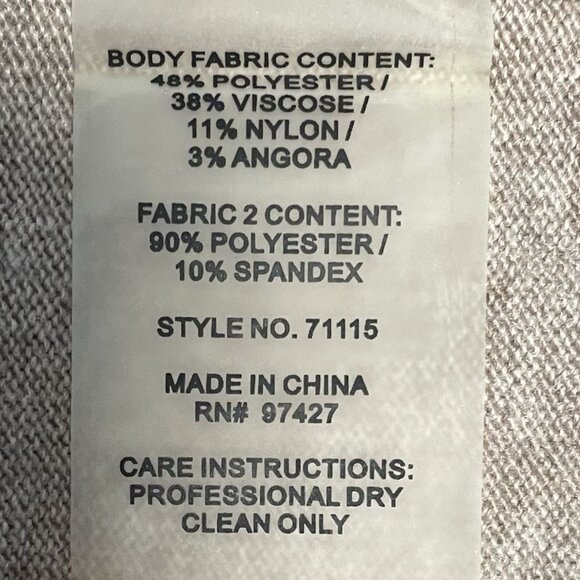 BODY FABRIC CONTENT:
48% POLYESTER /
38% VISCOSE /
11% NYLON /
3% ANGORA
FABRIC 2 CONTENT:
90% POLYESTER /
10% SPANDEX
STYLE NO. 71115
MADE IN CHINA
RN# 97427
CARE INSTRUCTIONS:
PROFESSIONAL DRY
CLEAN ONLY